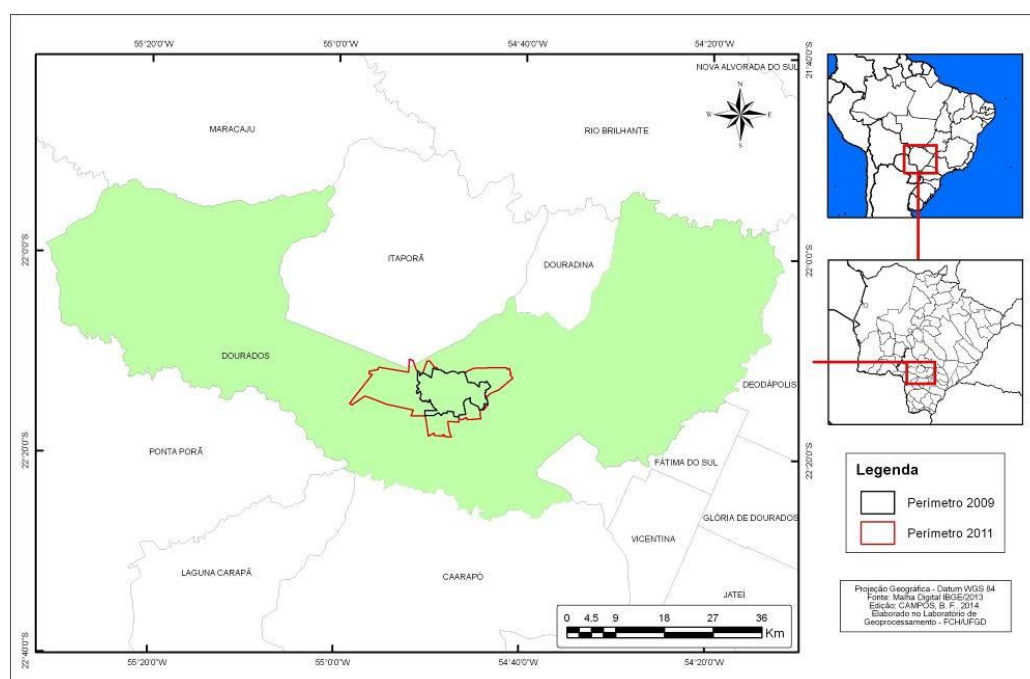 55°20'0"W 55°0'0"W 54°40'0"W 54°20'0"W
21°40'0"S
NOVA ALVORADA DO SUL
MARACAJU
RIO BRILHANTE
N
W E
S
22°0'0"S 22°0'0"S
ITAPORÃ
DOURADINA
DOURADOS
DEODÁPOLIS
PONTA PORÃ
22°20'0"S 22°20'0"S
FÁTIMA DO SUL
GLÓRIA DE DOURADOS
VICENTINA
LAGUNA CARAPÃ
CAARAPÓ
JATEÍ
0 4,5 9 18 27 36
Km
22°40'0"S
55°20'0"W 55°0'0"W 54°40'0"W 54°20'0"W
Legenda
Perímetro 2009
Perímetro 2011
Projeção Geográfica - Datum WGS 84
Fonte: Malha Digital IBGE/2013
Edição: CAMPOS, B. F., 2014.
Elaborado no Laboratório de
Geoprocessamento - FCH/UFGD